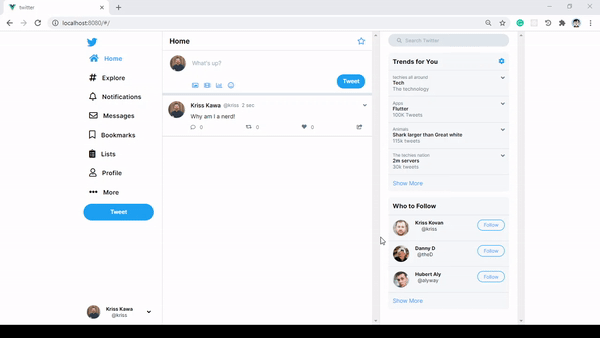 twitter
localhost:8080/#/
Home
Explore
Notifications
Messages
Bookmarks
Lists
Profile
More
Tweet
Kriss Kawa
@kriss
Home
What's up?
Tweet
Kriss Kawa @kriss 2 sec
Why am I a nerd!
0 0 0
Search Twitter
Trends for You
techies all around
Tech
The technology
Apps
Flutter
100K Tweets
Animals
Shark larger than Great white
115k tweets
The techies nation
2m servers
30k tweets
Show More
Who to Follow
Kriss Kovan
@kriss
Follow
Danny D
@theD
Follow
Hubert Aly
@alyway
Follow
Show More